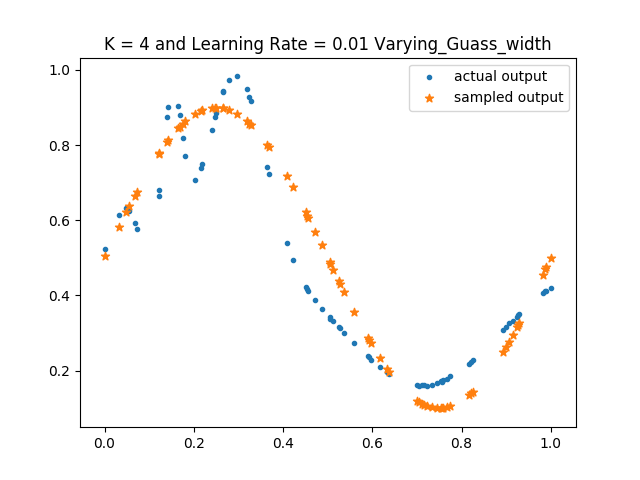 K = 4 and Learning Rate = 0.01 Varying_Guass_width
actual output
sampled output
1.0
0.8
0.6
0.4
0.2
0.0 0.2 0.4 0.6 0.8 1.0